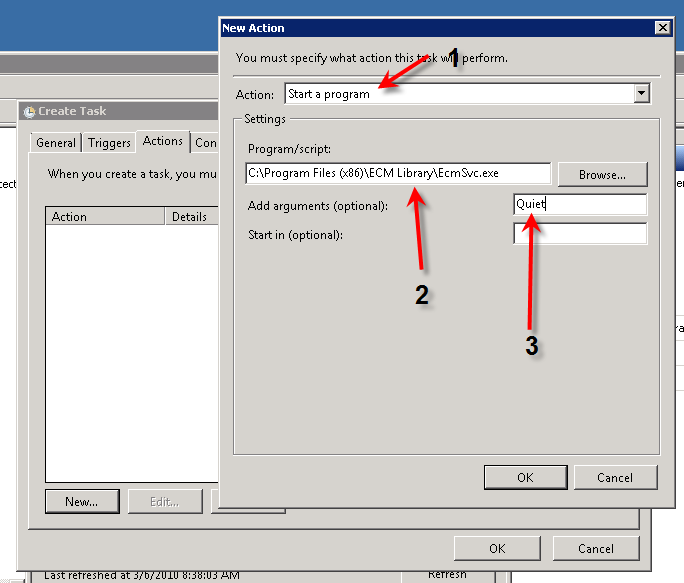 New Action
You must specify what action this task will perform.
1
Action: Start a program
Create Task
Settings
General Triggers Actions Con
Program/script:
When you create a task, you mu
C:\Program Files (x86)\ECM Library\EcmSvc.exe Browse...
Add arguments (optional): Quiet
Action Details
Start in (optional):
2
3
OK Cancel
New... Edit...
OK Cancel
Last refreshed at 3/6/2010 8:38:03 AM Refresh